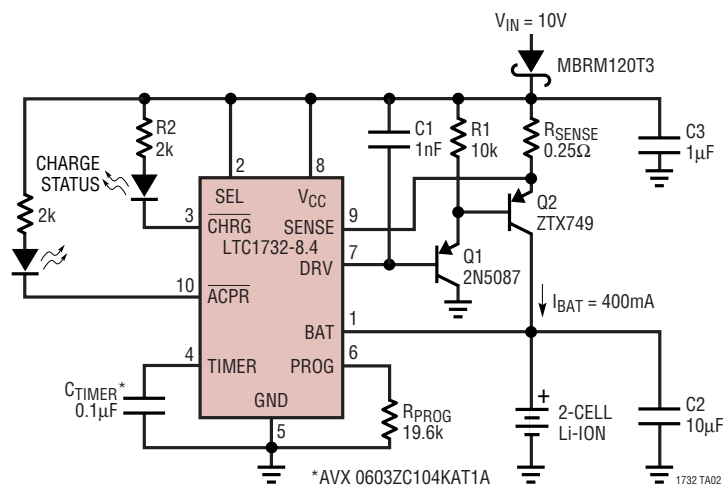 V_IN = 10V
MBRM120T3
R2
2k
CHARGE
STATUS
2k
C1
1nF
R1
10k
R_SENSE
0.25Ω
C3
1µF
2
8
SEL
V_CC
3
CHRG
SENSE
9
LTC1732-8.4
DRV
7
10
ACPR
Q2
ZTX749
Q1
2N5087
I_BAT = 400mA
BAT
1
4
TIMER
PROG
6
C_TIMER*
0.1µF
GND
5
R_PROG
19.6k
+
2-CELL
Li-ION
C2
10µF
*AVX 0603ZC104KAT1A
1732 TA02